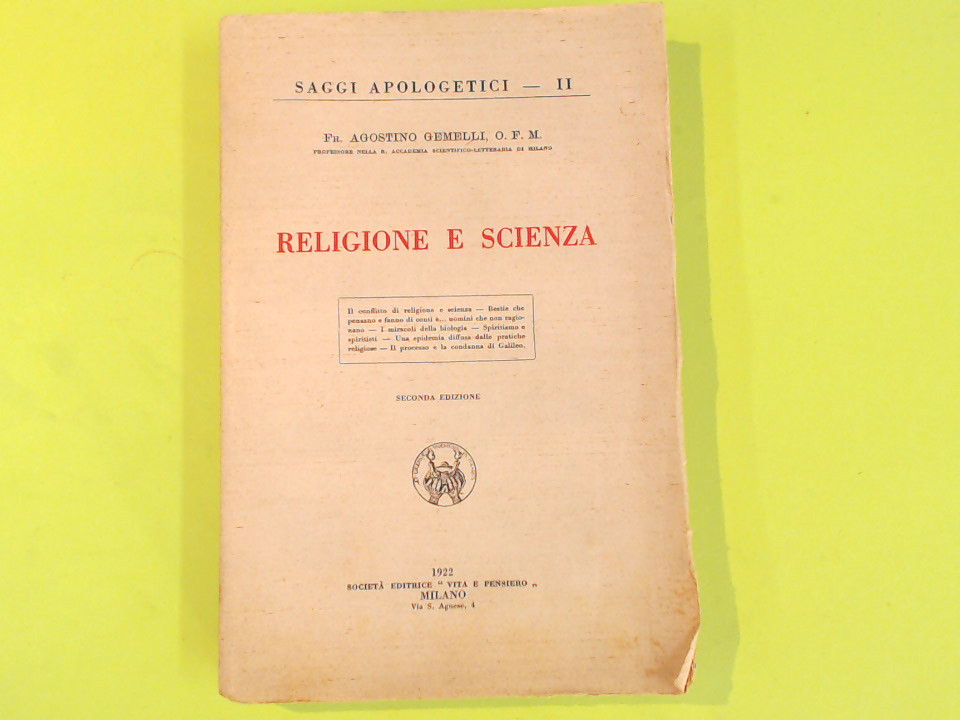 SAGGI APOLOGETICI — II
FR. AGOSTINO GEMELLI, O. F. M.
PROFESSORE NELLA R. ACCADEMIA SCIENTIFICO-LETTERARIA DI MILANO
RELIGIONE E SCIENZA
Il conflitto di religione e scienza — Bestie che
pensano e fanno di conti e... uomini che non ragio-
nano — I miracoli della biologia — Spiritismo e
spiritisti — Una epidemia diffusa dalle pratiche
religiose — Il processo e la condanna di Galileo.
SECONDA EDIZIONE
1922
SOCIETÀ EDITRICE “ VITA E PENSIERO „
MILANO
Via S. Agnese, 4